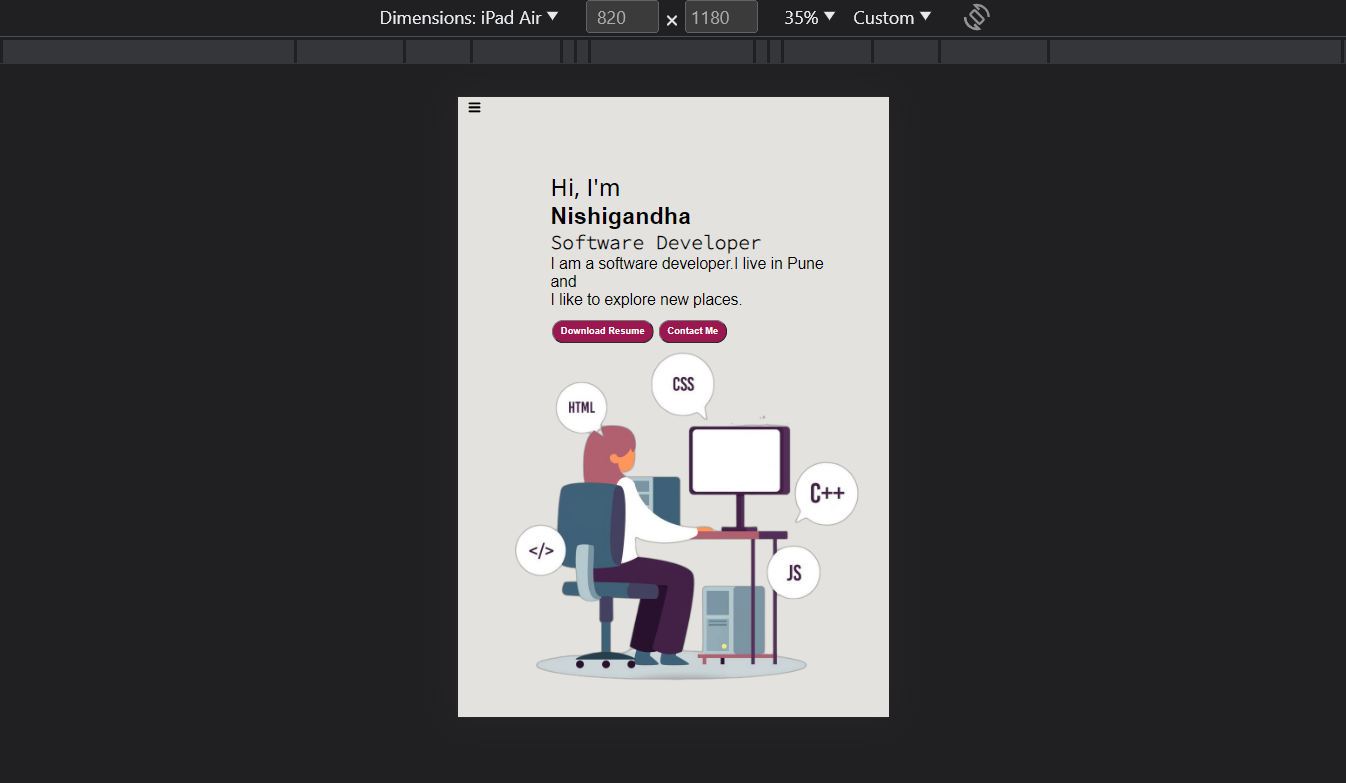 Dimensions: iPad Air ▼ 820 × 1180 35% ▼ Custom ▼
Hi, I'm
Nishigandha
Software Developer
I am a software developer.I live in Pune
and
I like to explore new places.
Download Resume Contact Me
CSS
HTML
C++
</>
JS